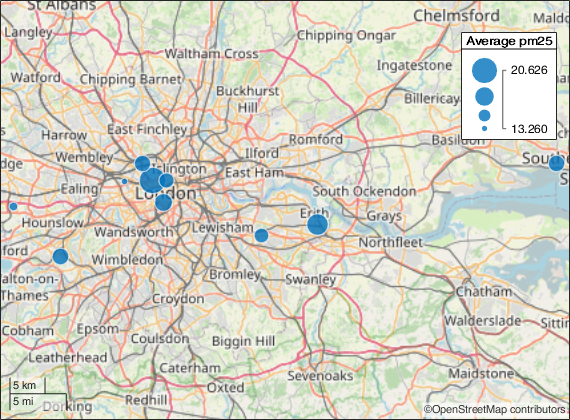 St Albans
Chelmsford
Langley
Chipping Ongar
Waltham Cross
Ingatestone
Watford
Chipping Barnet
Buckhurst
Hill
Billericay
East Finchley
Harrow
Romford
Basildon
Wembley
Ilford
Islington
Southe
East Ham
Ealing
London
South Ockendon
Hounslow
Erith
Grays
Wandsworth
Lewisham
Northfleet
Wimbledon
Bromley
Swanley
alton-on-
Thames
Chatham
Croydon
Cobham
Epsom
Walderslade
Sittin
Coulsdon
Biggin Hill
Leatherhead
Caterham
Sevenoaks
Maidstone
Oxted
Dorking
Redhill
Average pm25
20.626
13.260
5 km
5 mi
©OpenStreetMap contributors